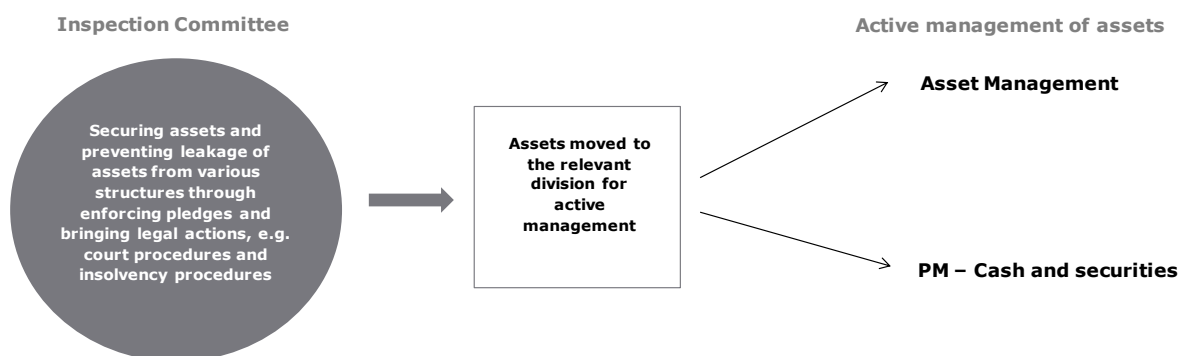 Inspection Committee
Active management of assets
Securing assets and
preventing leakage of
assets from various
structures through
enforcing pledges and
bringing legal actions, e.g.
court procedures and
insolvency procedures
Assets moved to
the relevant
division for
active
management
Asset Management
PM – Cash and securities